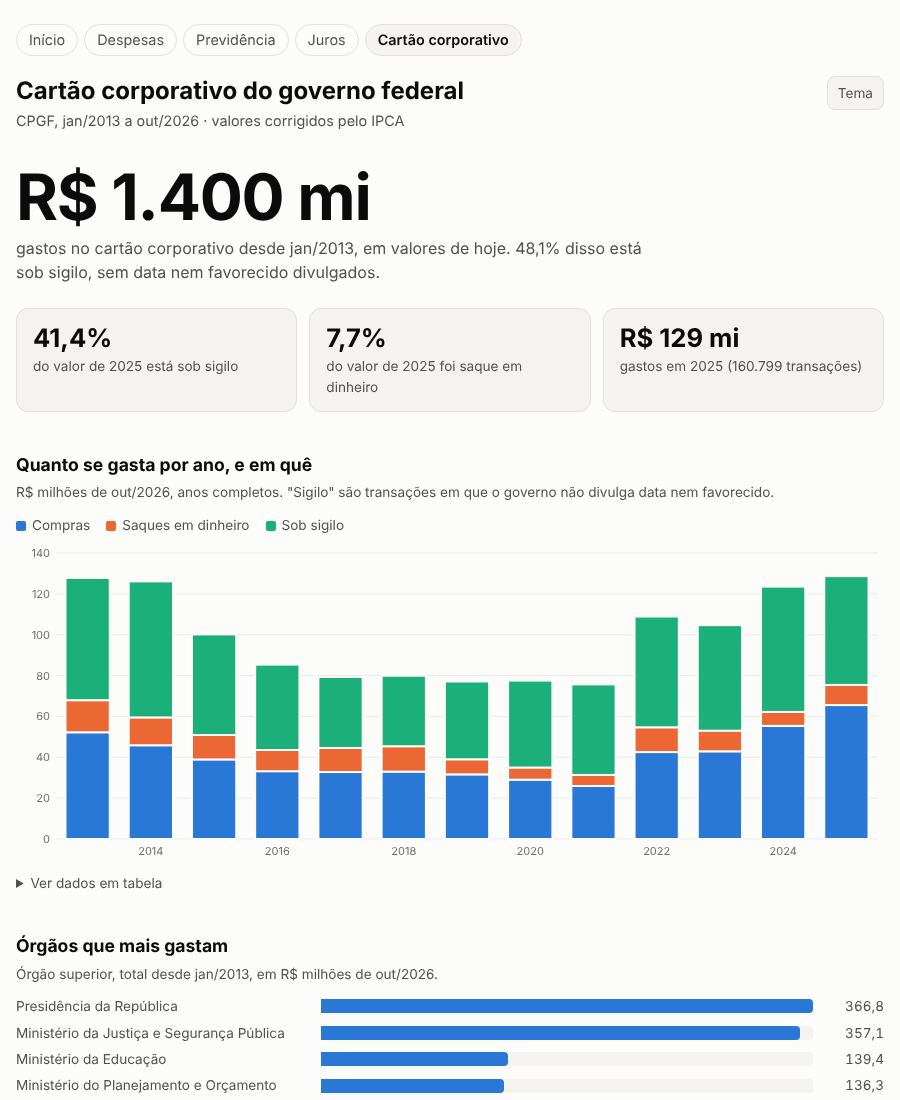 Início
Despesas
Previdência
Juros
Cartão corporativo
Cartão corporativo do governo federal
Tema
CPGF, jan/2013 a out/2026 · valores corrigidos pelo IPCA
R$ 1.400 mi
gastos no cartão corporativo desde jan/2013, em valores de hoje. 48,1% disso está
sob sigilo, sem data nem favorecido divulgados.
41,4%
do valor de 2025 está sob sigilo
7,7%
do valor de 2025 foi saque em
dinheiro
R$ 129 mi
gastos em 2025 (160.799 transações)
Quanto se gasta por ano, e em quê
R$ milhões de out/2026, anos completos. "Sigilo" são transações em que o governo não divulga data nem favorecido.
Compras
Saques em dinheiro
Sob sigilo
140
120
100
80
60
40
20
0
2014
2016
2018
2020
2022
2024
Ver dados em tabela
Órgãos que mais gastam
Órgão superior, total desde jan/2013, em R$ milhões de out/2026.
Presidência da República 366,8
Ministério da Justiça e Segurança Pública 357,1
Ministério da Educação 139,4
Ministério do Planejamento e Orçamento 136,3